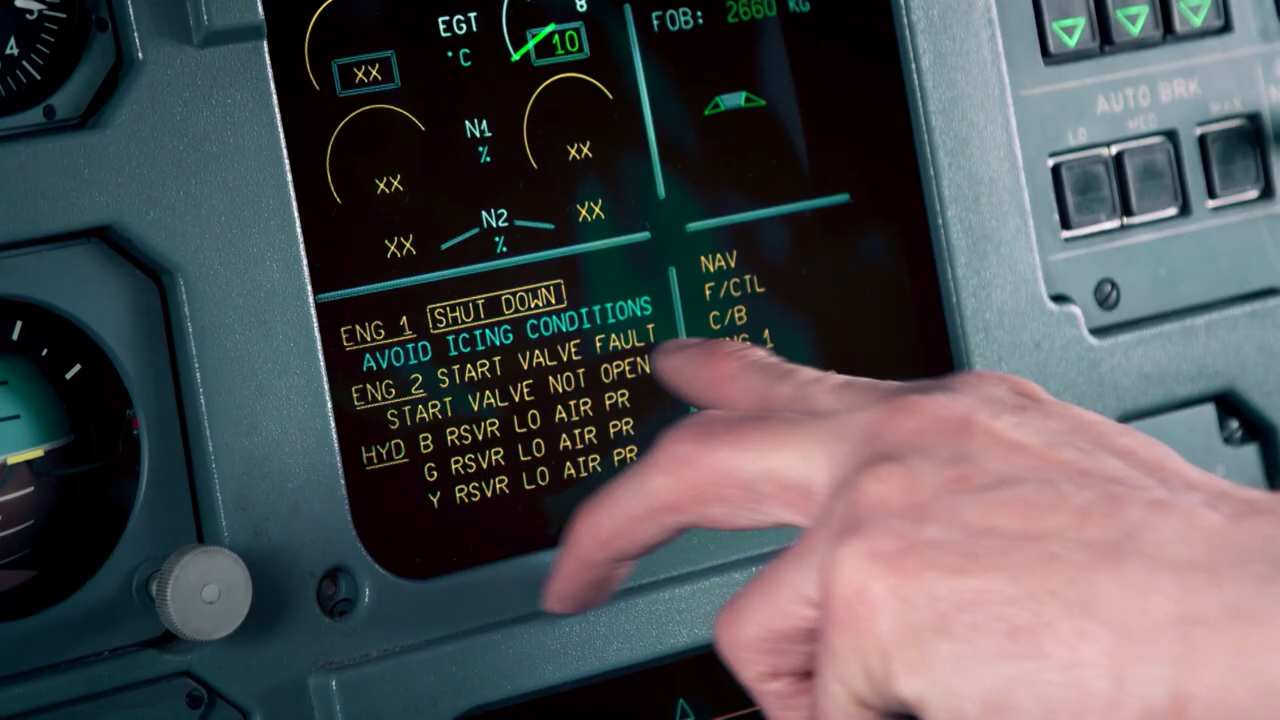 4
EGT
°C
XX
8
10
FOB: 2660 KG
N1
%
XX
XX
N2
%
XX
XX
AUTO BRK
LO
MED
MAX
ENG 1 SHUT DOWN
AVOID ICING CONDITIONS
ENG 2 START VALVE FAULT
START VALVE NOT OPEN
HYD B RSVR LO AIR PR
G RSVR LO AIR PR
Y RSVR LO AIR PR
NAV
F/CTL
C/B
1